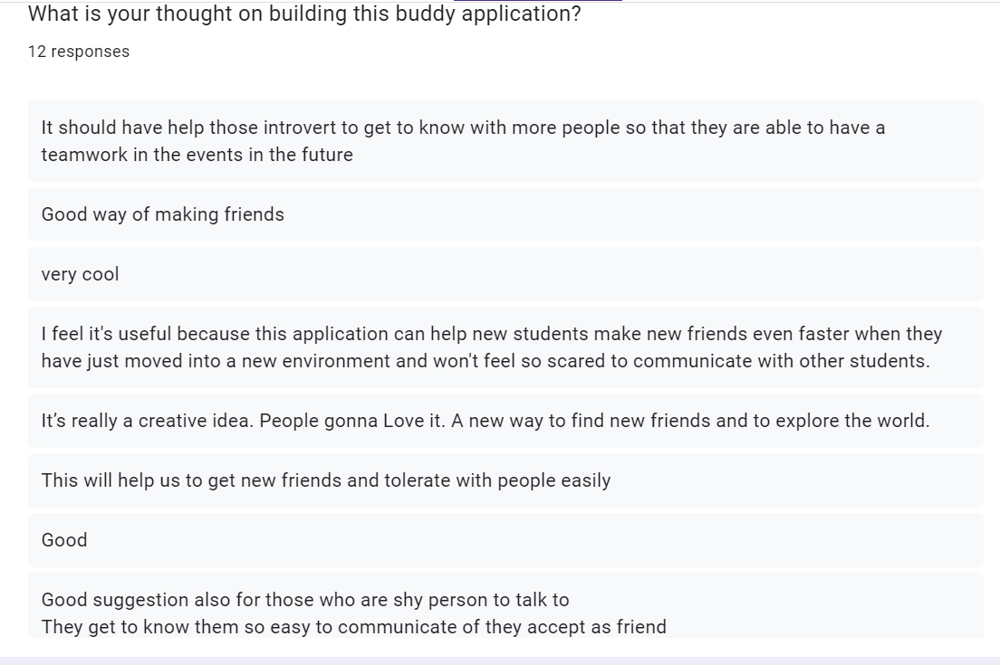 What is your thought on building this buddy application?
12 responses
It should have help those introvert to get to know with more people so that they are able to have a
teamwork in the events in the future
Good way of making friends
very cool
I feel it's useful because this application can help new students make new friends even faster when they
have just moved into a new environment and won't feel so scared to communicate with other students.
It’s really a creative idea. People gonna Love it. A new way to find new friends and to explore the world.
This will help us to get new friends and tolerate with people easily
Good
Good suggestion also for those who are shy person to talk to
They get to know them so easy to communicate of they accept as friend